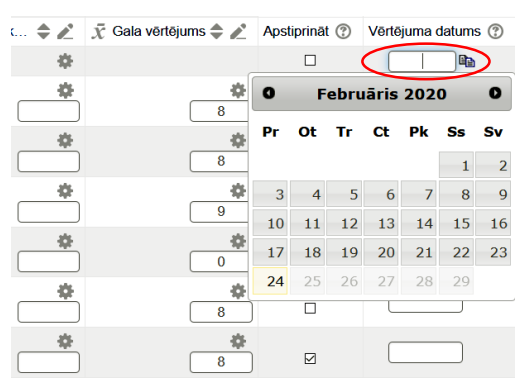 ... Gala vērtējums Apstiprināt Vērtējuma datums
Februāris 2020
Pr Ot Tr Ct Pk Ss Sv
1 2
8
3 4 5 6 7 8 9
8
10 11 12 13 14 15 16
9
17 18 19 20 21 22 23
0
24 25 26 27 28 29
8
8